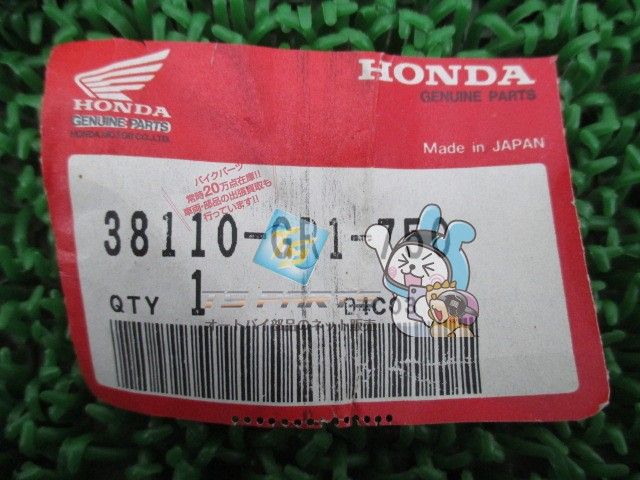 HONDA
GENUINE PARTS
HONDA MOTOR CO.,LTD.
HONDA
GENUINE PARTS
Made in JAPAN
バイクパーツ
常時20万点在庫!!
車両・部品の出張買取も
行っています!!
38110-GR1-
QTY 1
オートバイ部品のネット販売